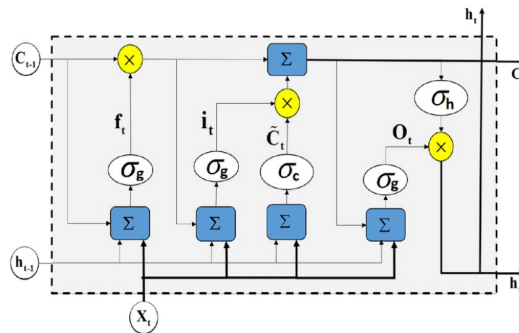 h_t
C_t-1
×
Σ
C
σ_h
f_t
i_t
×
C̃_t
O_t
×
σ_g
σ_g
σ_c
σ_g
Σ
Σ
Σ
Σ
h_t-1
h
X_t